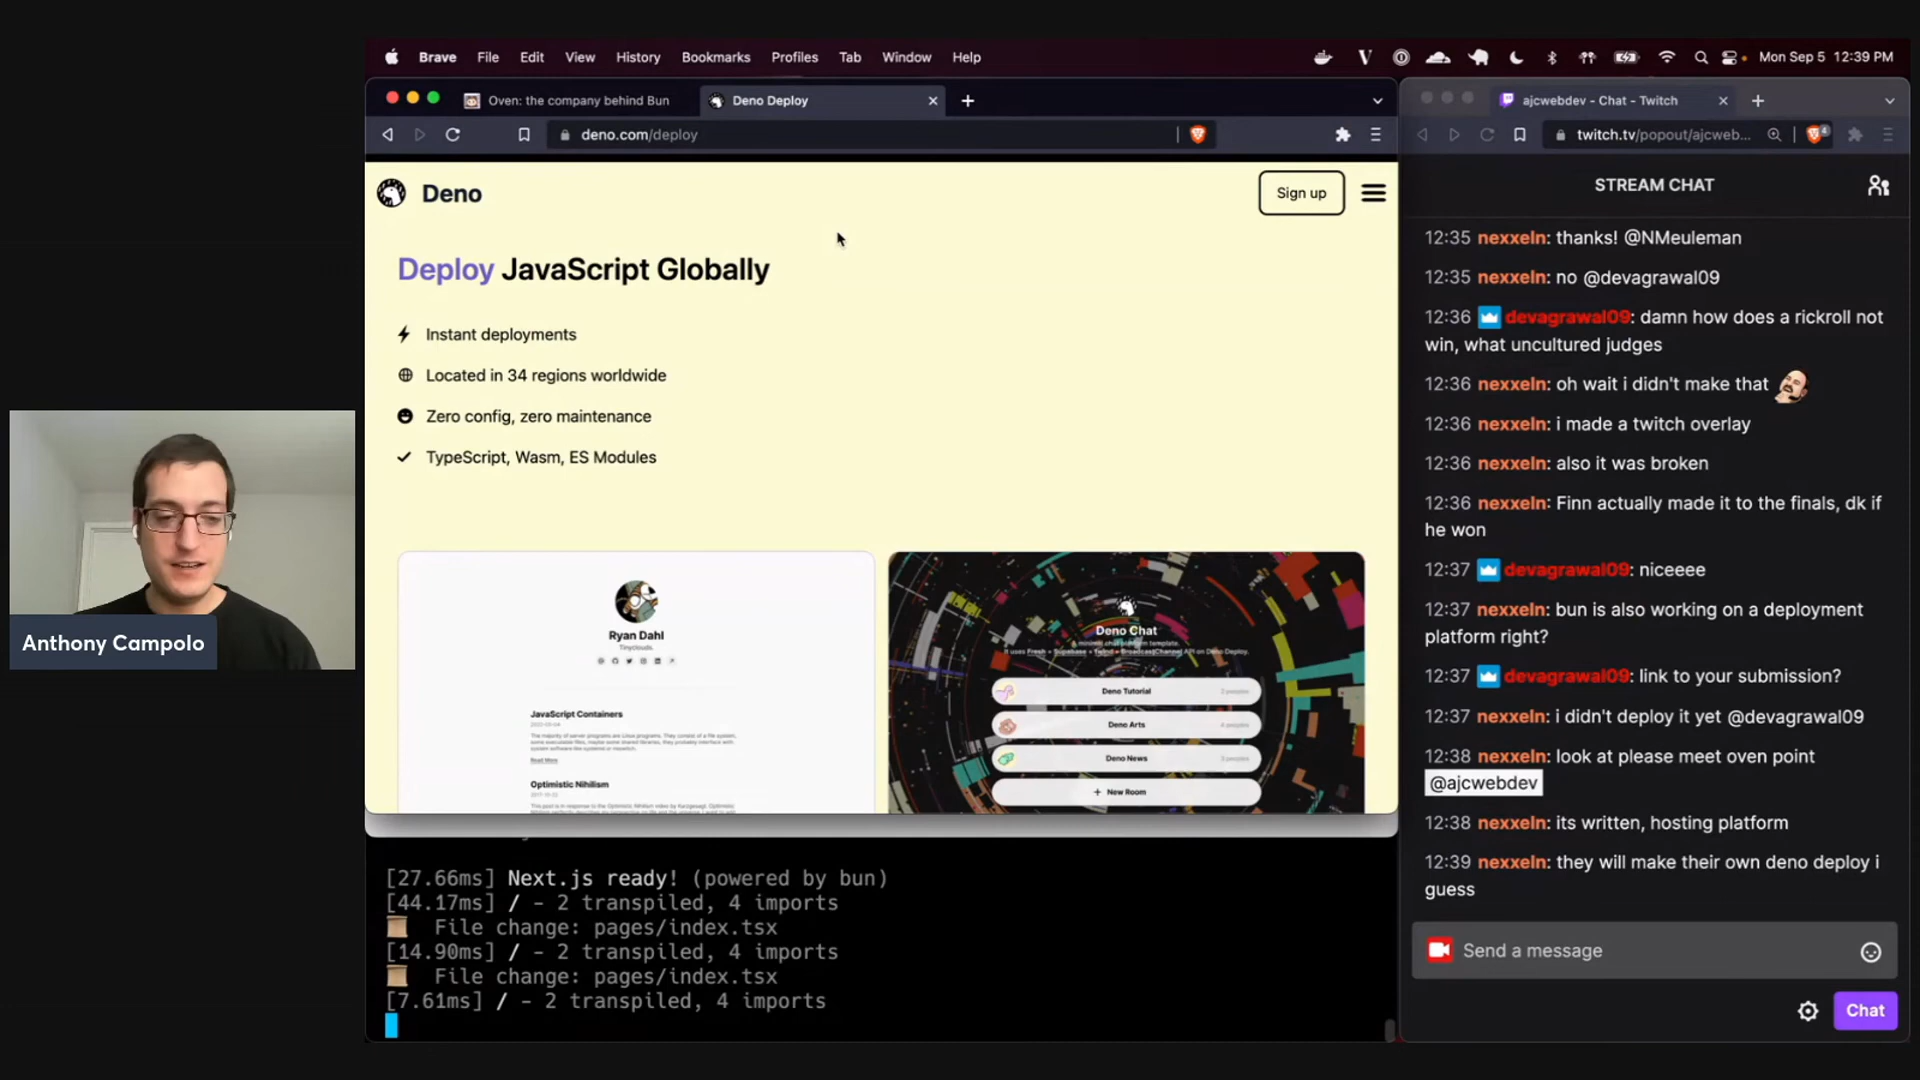 Brave File Edit View History Bookmarks Profiles Tab Window Help
Mon Sep 5 12:39 PM
Oven: the company behind Bun
Deno Deploy
ajcwebdev - Chat - Twitch
deno.com/deploy
twitch.tv/popout/ajcweb...
4
Deno
Sign up
Deploy JavaScript Globally
Instant deployments
Located in 34 regions worldwide
Zero config, zero maintenance
TypeScript, Wasm, ES Modules
Ryan Dahl
Tinyclouds.
JavaScript Containers
Read More
Optimistic Nihilism
Deno Chat
Deno Tutorial
Deno Arts
Deno News
+ New Room
[27.66ms] Next.js ready! (powered by bun)
[44.17ms] / - 2 transpiled, 4 imports
File change: pages/index.tsx
[14.90ms] / - 2 transpiled, 4 imports
File change: pages/index.tsx
[7.61ms] / - 2 transpiled, 4 imports
Anthony Campolo
STREAM CHAT
12:35 nexxeln: thanks! @NMeuleman
12:35 nexxeln: no @devagrawal09
12:36 devagrawal09: damn how does a rickroll not
win, what uncultured judges
12:36 nexxeln: oh wait i didn't make that
12:36 nexxeln: i made a twitch overlay
12:36 nexxeln: also it was broken
12:36 nexxeln: Finn actually made it to the finals, dk if
he won
12:37 devagrawal09: niceeee
12:37 nexxeln: bun is also working on a deployment
platform right?
12:37 devagrawal09: link to your submission?
12:37 nexxeln: i didn't deploy it yet @devagrawal09
12:38 nexxeln: look at please meet oven point
@ajcwebdev
12:38 nexxeln: its written, hosting platform
12:39 nexxeln: they will make their own deno deploy i
guess
Send a message
Chat